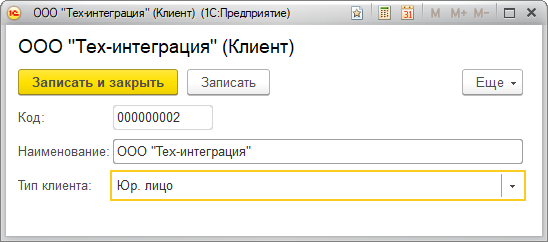 ООО "Тех-интеграция" (Клиент) (1С:Предприятие)
M M+ M-
ООО "Тех-интеграция" (Клиент)
Записать и закрыть Записать Еще
Код: 000000002
Наименование: ООО "Тех-интеграция"
Тип клиента: Юр. лицо